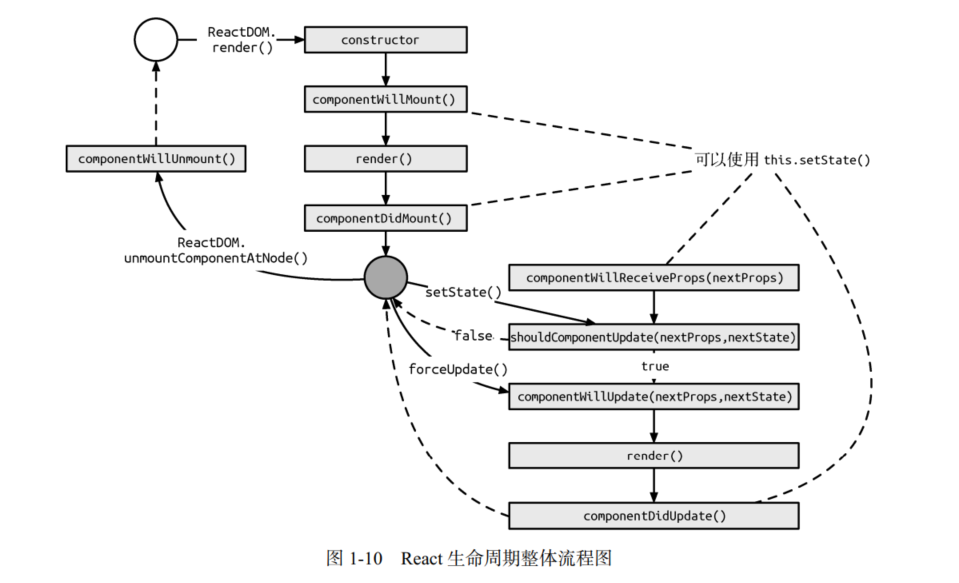 ReactDOM.
render()
constructor
componentWillMount()
componentWillUnmount()
render()
可以使用 this.setState()
componentDidMount()
ReactDOM.
unmountComponentAtNode()
componentWillReceiveProps(nextProps)
setState()
false
shouldComponentUpdate(nextProps,nextState)
true
forceUpdate()
componentWillUpdate(nextProps,nextState)
render()
componentDidUpdate()
图 1-10 React 生命周期整体流程图